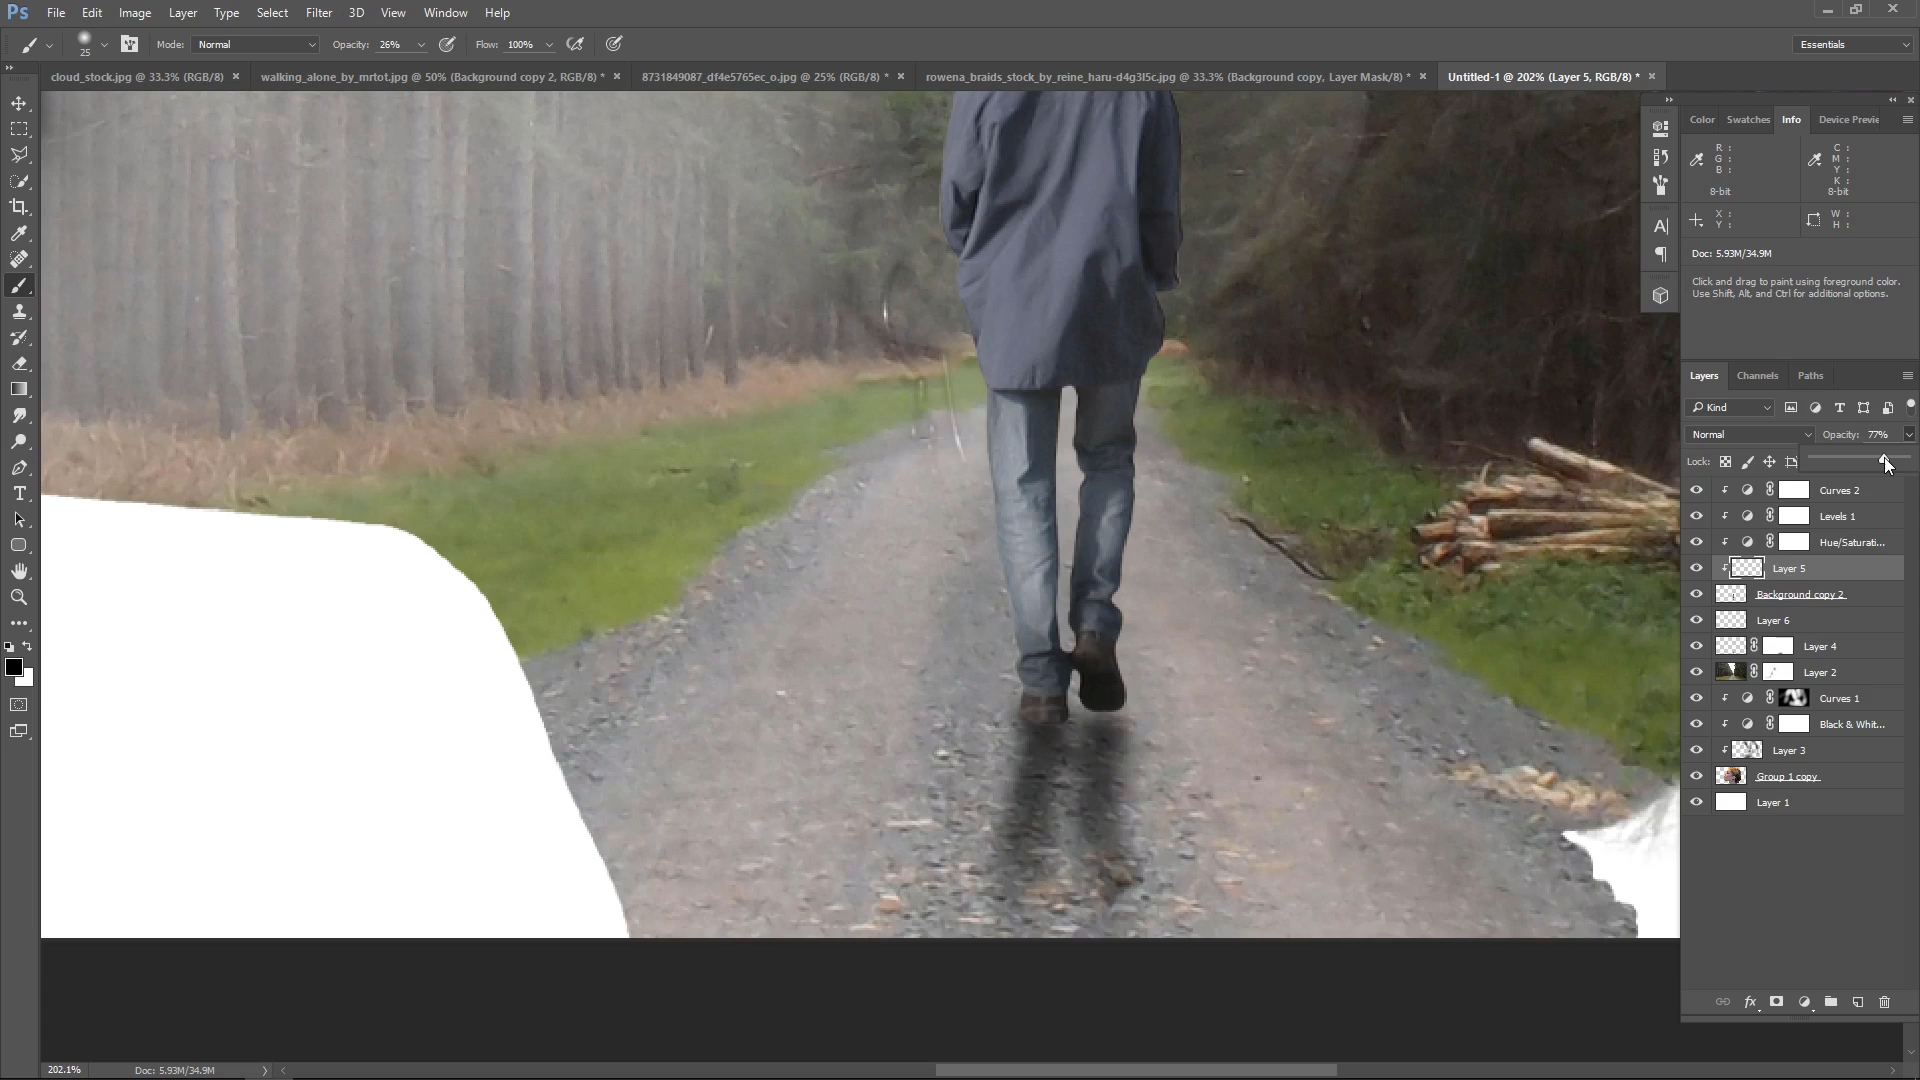 Ps File Edit Image Layer Type Select Filter 3D View Window Help
25 Mode: Normal Opacity: 26% Flow: 100% Essentials
cloud_stock.jpg @ 33.3% (RGB/8) × walking_alone_by_mrtot.jpg @ 50% (Background copy 2, RGB/8) * × 8731849087_df4e5765ec_o.jpg @ 25% (RGB/8) * × rowena_braids_stock_by_reine_haru-d4g3l5c.jpg @ 33.3% (Background copy, Layer Mask/8) * × Untitled-1 @ 202% (Layer 5, RGB/8) * ×
Color Swatches Info Device Previe
R : C :
G : M :
B : Y :
K :
8-bit 8-bit
X : W :
Y : H :
Doc: 5.93M/34.9M
Click and drag to paint using foreground color.
Use Shift, Alt, and Ctrl for additional options.
Layers Channels Paths
Kind
Normal Opacity: 77%
Lock:
Curves 2
Levels 1
Hue/Saturati...
Layer 5
Background copy 2
Layer 6
Layer 4
Layer 2
Curves 1
Black & Whit...
Layer 3
Group 1 copy
Layer 1
fx
202.1% Doc: 5.93M/34.9M